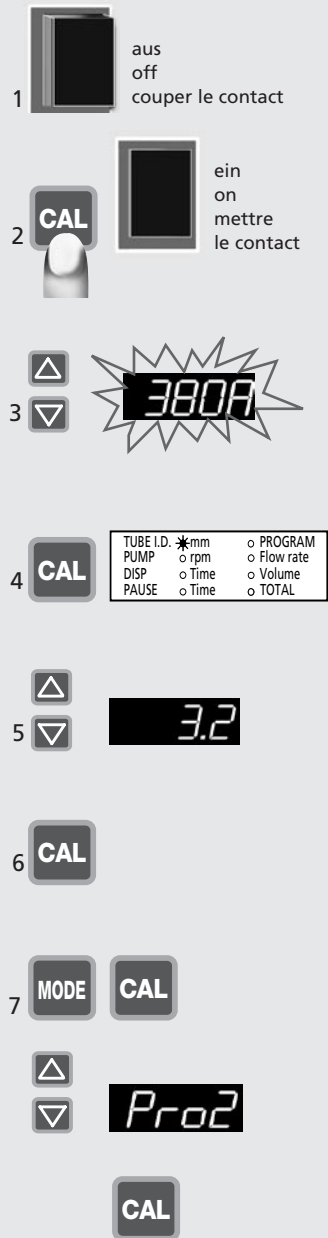 aus
off
1 couper le contact
ein
on
mettre
le contact
2 CAL
3 380A
4 CAL
TUBE I.D. mm PROGRAM
PUMP rpm Flow rate
DISP Time Volume
PAUSE Time TOTAL
5 3.2
6 CAL
7 MODE CAL
Pro2
CAL